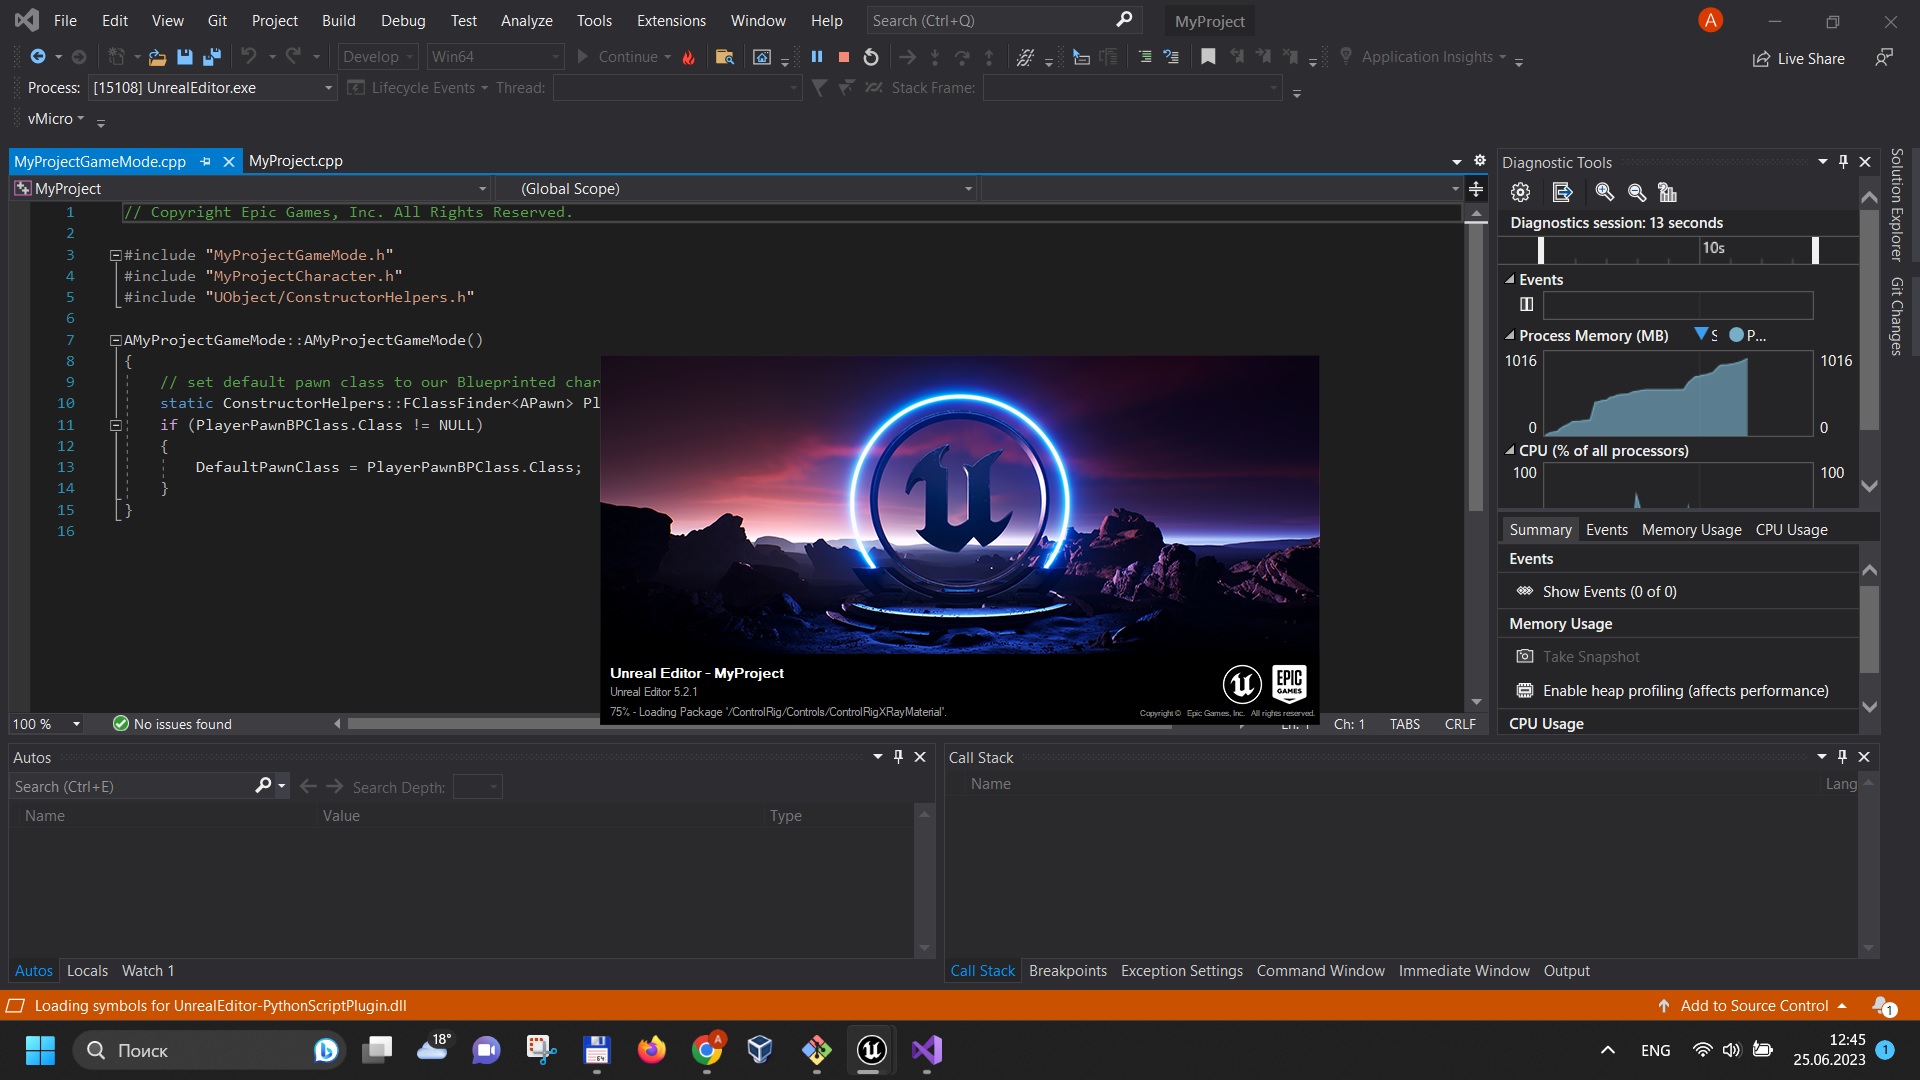 File Edit View Git Project Build Debug Test Analyze Tools Extensions Window Help Search (Ctrl+Q) MyProject A
Develop Win64 Continue Application Insights Live Share
Process: [15108] UnrealEditor.exe Lifecycle Events Thread: Stack Frame:
vMicro
MyProjectGameMode.cpp MyProject.cpp
MyProject (Global Scope)
1 // Copyright Epic Games, Inc. All Rights Reserved.
2
3 #include "MyProjectGameMode.h"
4 #include "MyProjectCharacter.h"
5 #include "UObject/ConstructorHelpers.h"
6
7 AMyProjectGameMode::AMyProjectGameMode()
8 {
9 // set default pawn class to our Blueprinted char
10 static ConstructorHelpers::FClassFinder<APawn> Pl
11 if (PlayerPawnBPClass.Class != NULL)
12 {
13 DefaultPawnClass = PlayerPawnBPClass.Class;
14 }
15 }
16
Unreal Editor - MyProject
Unreal Editor 5.2.1
75% - Loading Package '/ControlRig/Controls/ControlRigXRayMaterial'.
EPIC
GAMES
Copyright © Epic Games, Inc. All rights reserved.
100 % No issues found Ln: 1 Ch: 1 TABS CRLF
Diagnostic Tools
Diagnostics session: 13 seconds
10s
Events
Process Memory (MB) S P...
1016 1016
0 0
CPU (% of all processors)
100 100
Summary Events Memory Usage CPU Usage
Events
Show Events (0 of 0)
Memory Usage
Take Snapshot
Enable heap profiling (affects performance)
CPU Usage
Solution Explorer
Git Changes
Autos
Search (Ctrl+E) Search Depth:
Name Value Type
Autos Locals Watch 1
Call Stack
Name Lang
Call Stack Breakpoints Exception Settings Command Window Immediate Window Output
Loading symbols for UnrealEditor-PythonScriptPlugin.dll Add to Source Control 1
Поиск 18° 64 A ENG 12:45
25.06.2023 1